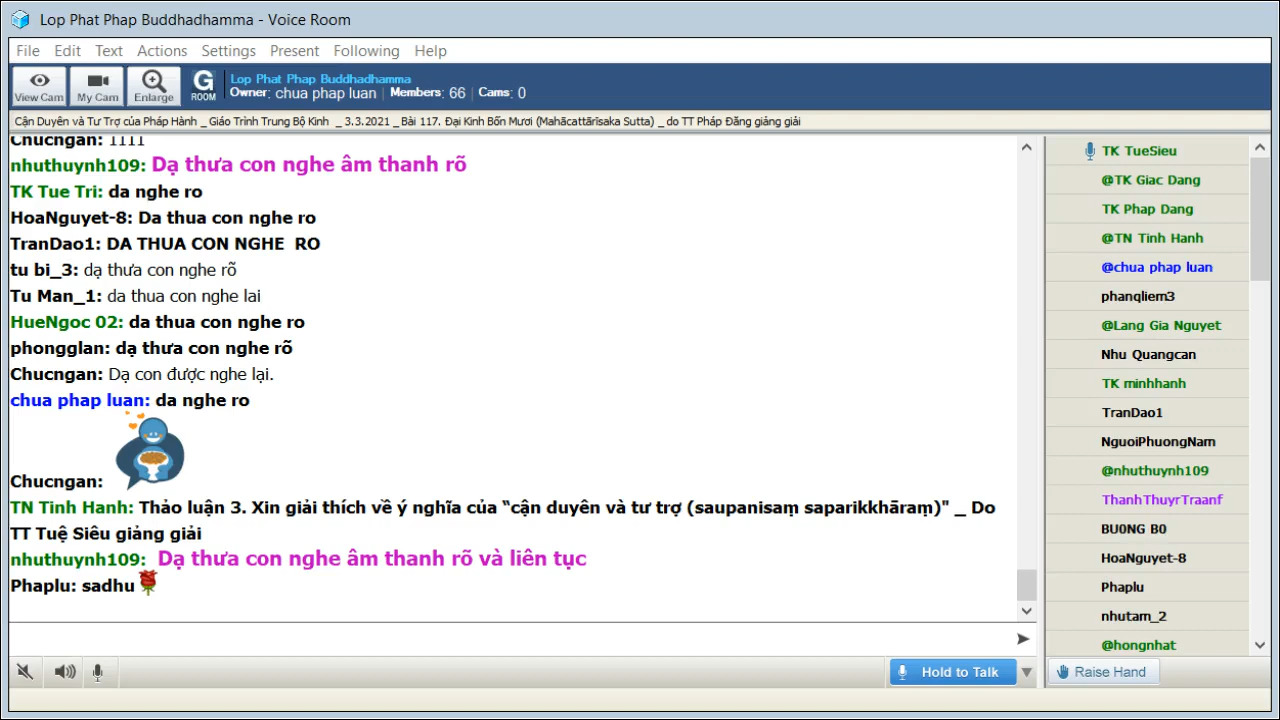 Lop Phat Phap Buddhadhamma - Voice Room
File Edit Text Actions Settings Present Following Help
View Cam My Cam Enlarge G ROOM
Lop Phat Phap Buddhadhamma
Owner: chua phap luan Members: 66 Cams: 0
Cận Duyên và Tư Trợ của Pháp Hành _ Giáo Trình Trung Bộ Kinh _ 3.3.2021 _ Bài 117. Đại Kinh Bốn Mươi (Mahācattārīsaka Sutta) _ do TT Pháp Đăng giảng giải
Chucngan: 1111
nhuthuynh109: Dạ thưa con nghe âm thanh rõ
TK Tue Tri: da nghe ro
HoaNguyet-8: Da thua con nghe ro
TranDao1: DA THUA CON NGHE RO
tu bi_3: dạ thưa con nghe rõ
Tu Man_1: da thua con nghe lai
HueNgoc 02: da thua con nghe ro
phongglan: dạ thưa con nghe rõ
Chucngan: Dạ con được nghe lại.
chua phap luan: da nghe ro
Chucngan:
TN Tinh Hanh: Thảo luận 3. Xin giải thích về ý nghĩa của “cận duyên và tư trợ (saupanisaṃ saparikkhāraṃ)" _ Do
TT Tuệ Siêu giảng giải
nhuthuynh109: Dạ thưa con nghe âm thanh rõ và liên tục
Phaplu: sadhu
TK TueSieu
@TK Giac Dang
TK Phap Dang
@TN Tinh Hanh
@chua phap luan
phanqliem3
@Lang Gia Nguyet
Nhu Quangcan
TK minhhanh
TranDao1
NguoiPhuongNam
@nhuthuynh109
ThanhThuyrTraanf
BU0NG B0
HoaNguyet-8
Phaplu
nhutam_2
@hongnhat
Hold to Talk
Raise Hand